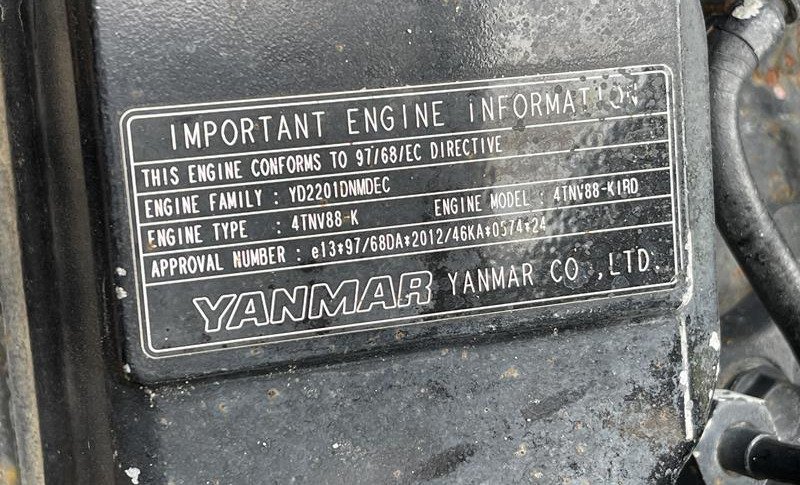 IMPORTANT ENGINE INFORMATION
THIS ENGINE CONFORMS TO 97/68/EC DIRECTIVE
ENGINE FAMILY : YD2201DNMDEC
ENGINE TYPE : 4TNV88-K ENGINE MODEL : 4TNV88-KIRD
APPROVAL NUMBER : e13*97/68DA*2012/46KA*0574*24
YANMAR YANMAR CO.,LTD.